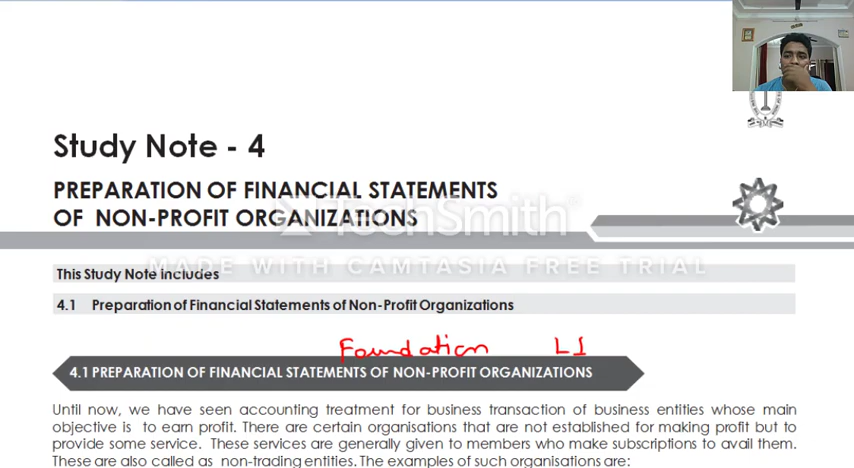 Study Note - 4
PREPARATION OF FINANCIAL STATEMENTS
OF NON-PROFIT ORGANIZATIONS
TechSmith®
MADE WITH CAMTASIA FREE TRIAL
This Study Note includes
4.1 Preparation of Financial Statements of Non-Profit Organizations
Foundation L1
4.1 PREPARATION OF FINANCIAL STATEMENTS OF NON-PROFIT ORGANIZATIONS
Until now, we have seen accounting treatment for business transaction of business entities whose main
objective is to earn profit. There are certain organisations that are not established for making profit but to
provide some service. These services are generally given to members who make subscriptions to avail them.
These are also called as non-trading entities. The examples of such organisations are: